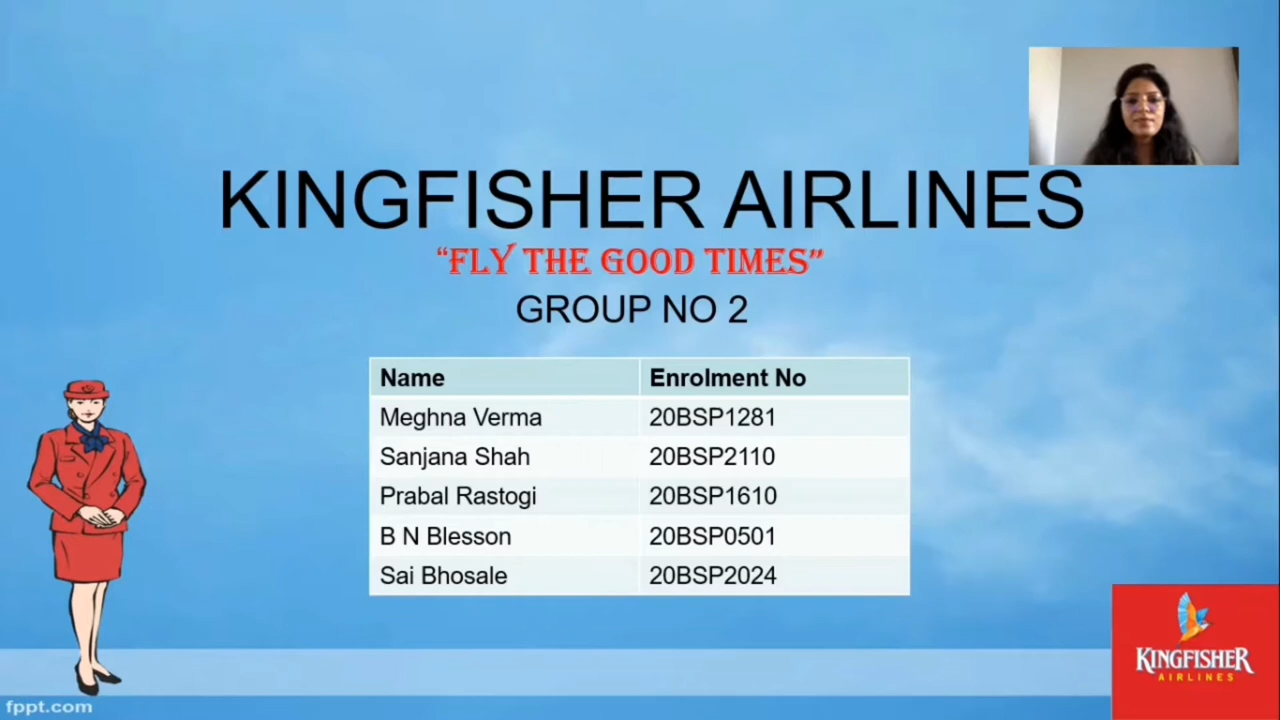 KINGFISHER AIRLINES
“FLY THE GOOD TIMES”
GROUP NO 2
Name Enrolment No
Meghna Verma 20BSP1281
Sanjana Shah 20BSP2110
Prabal Rastogi 20BSP1610
B N Blesson 20BSP0501
Sai Bhosale 20BSP2024
KINGFISHER
AIRLINES
fppt.com